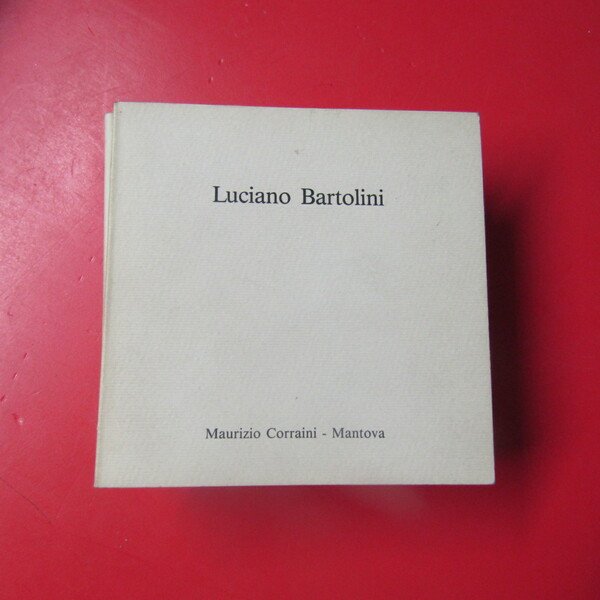 Luciano Bartolini
Maurizio Corraini - Mantova